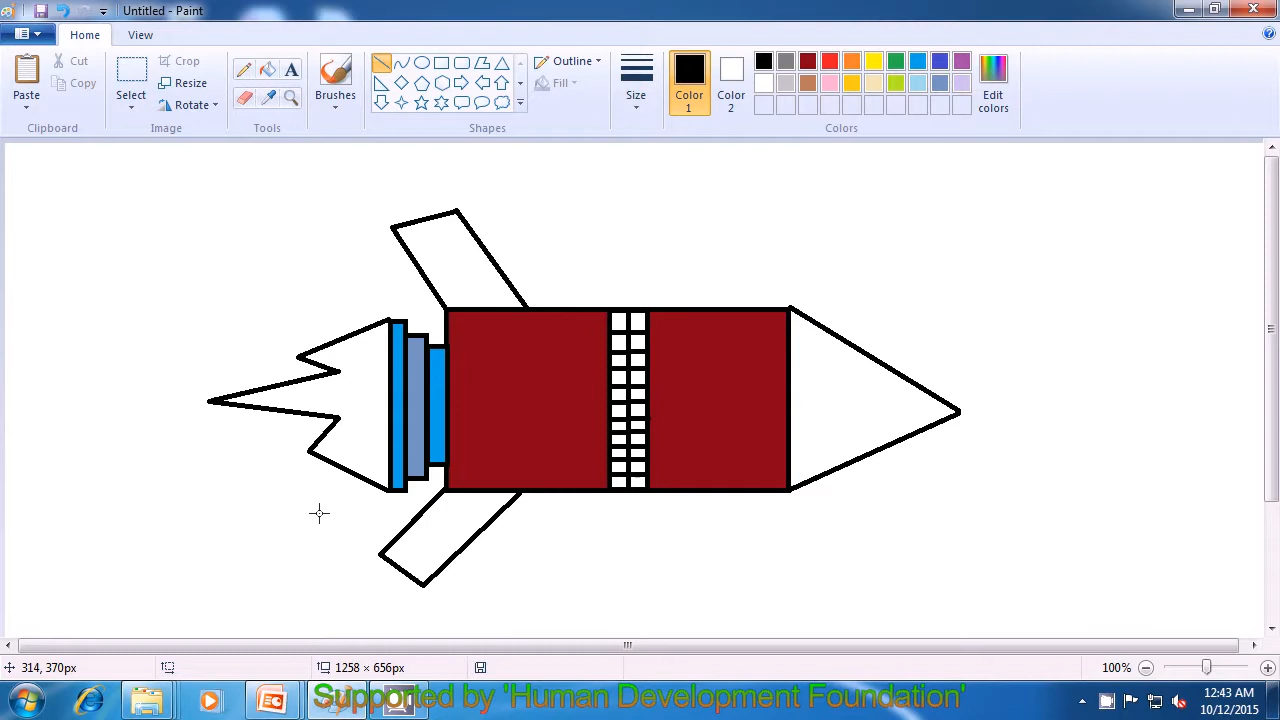 Untitled - Paint
Home
View
Paste
Cut
Copy
Clipboard
Select
Crop
Resize
Rotate
Image
Tools
Brushes
Outline
Fill
Shapes
Size
Color
1
Color
2
Edit
colors
Colors
314, 370px
1258 × 656px
100%
Supported by 'Human Development Foundation'
12:43 AM
10/12/2015